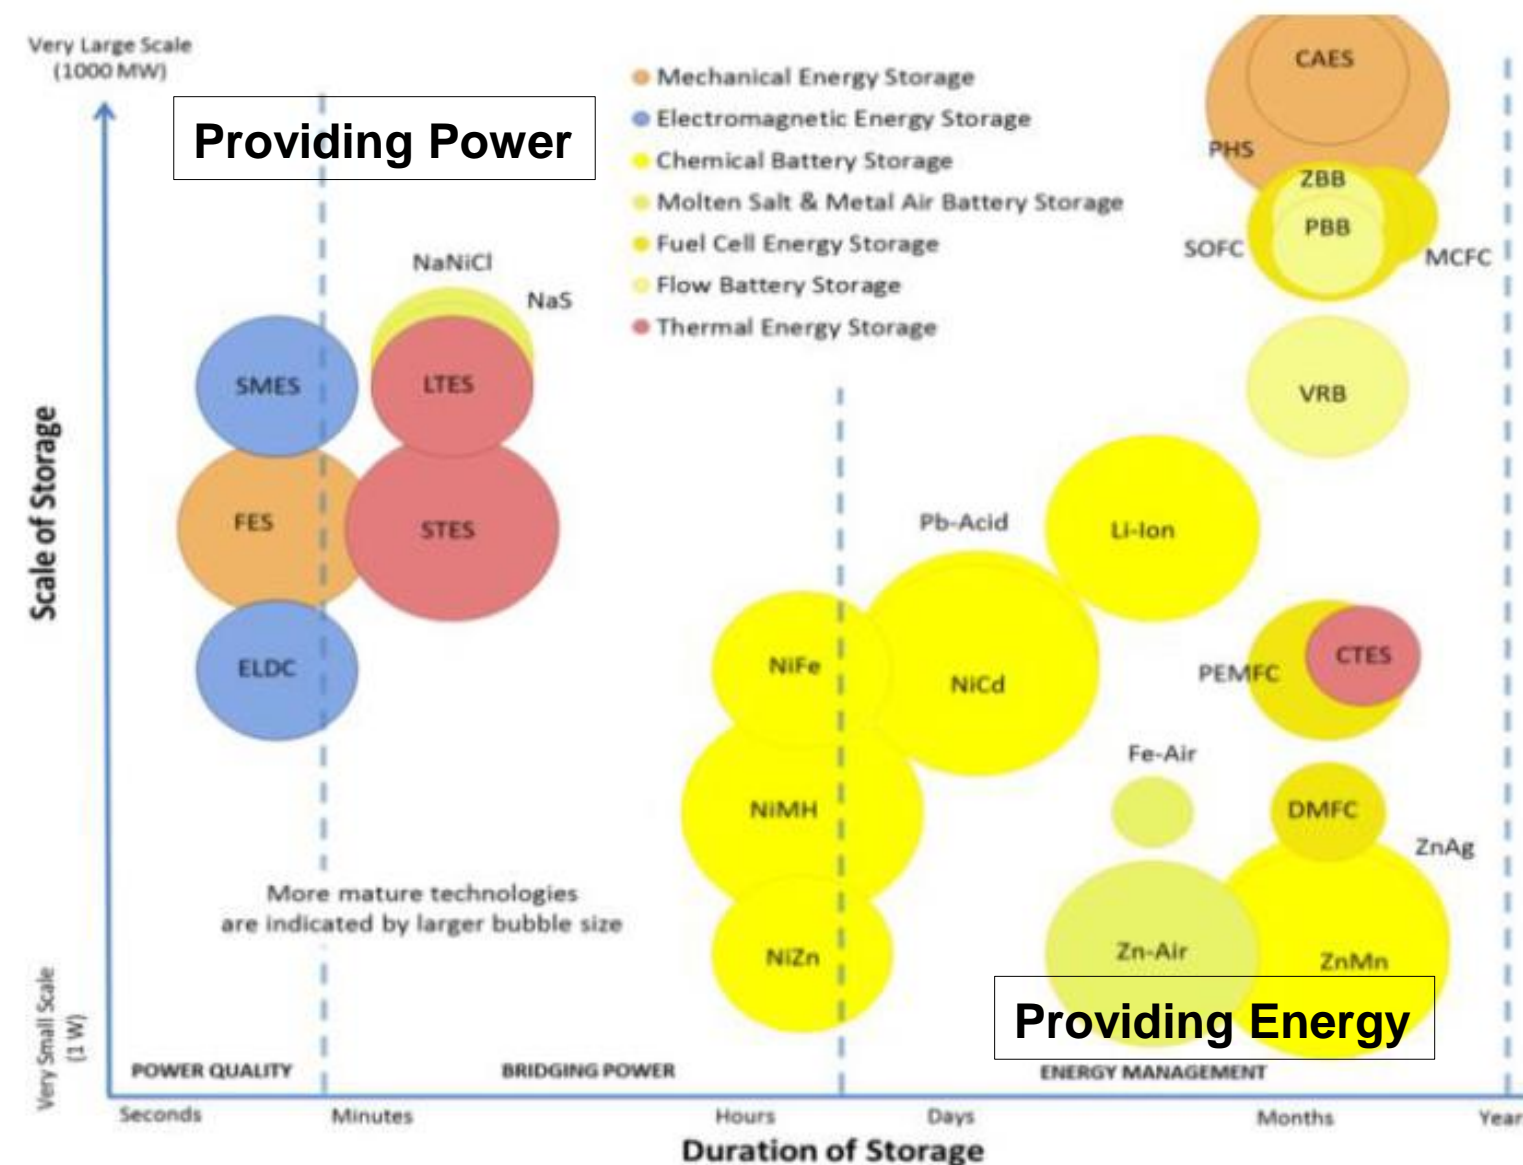 Very Large Scale
(1000 MW)
Providing Power
Mechanical Energy Storage
Electromagnetic Energy Storage
Chemical Battery Storage
Molten Salt & Metal Air Battery Storage
Fuel Cell Energy Storage
Flow Battery Storage
Thermal Energy Storage
CAES
PHS
ZBB
PBB
SOFC
MCFC
NaNiCl
NaS
SMES
LTES
VRB
Scale of Storage
FES
STES
Pb-Acid
Li-Ion
ELDC
NiFe
NiCd
PEMFC
CTES
Fe-Air
NiMH
DMFC
ZnAg
More mature technologies
are indicated by larger bubble size
NiZn
Zn-Air
ZnMn
Providing Energy
Very Small Scale
(1 W)
POWER QUALITY
BRIDGING POWER
ENERGY MANAGEMENT
Seconds
Minutes
Hours
Days
Months
Year
Duration of Storage